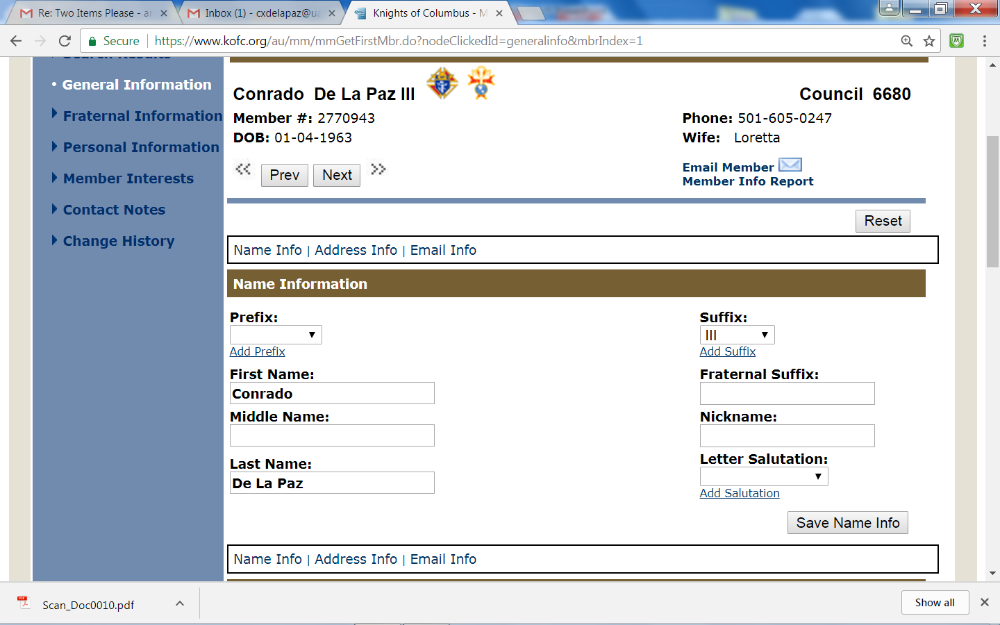 Re: Two Items Please - ar
Inbox (1) - cxdelapaz@ua
Knights of Columbus - M
Secure
https://www.kofc.org/au/mm/mmGetFirstMbr.do?nodeClickedId=generalinfo&mbrIndex=1
Search Results
• General Information
Fraternal Information
Personal Information
Member Interests
Contact Notes
Change History
Conrado De La Paz III
Council 6680
Member #: 2770943
Phone: 501-605-0247
DOB: 01-04-1963
Wife: Loretta
<< Prev Next >>
Email Member
Member Info Report
Reset
Name Info | Address Info | Email Info
Name Information
Prefix:
Suffix:
III
Add Prefix
Add Suffix
First Name:
Fraternal Suffix:
Conrado
Middle Name:
Nickname:
Last Name:
Letter Salutation:
De La Paz
Add Salutation
Save Name Info
Name Info | Address Info | Email Info
Scan_Doc0010.pdf
Show all